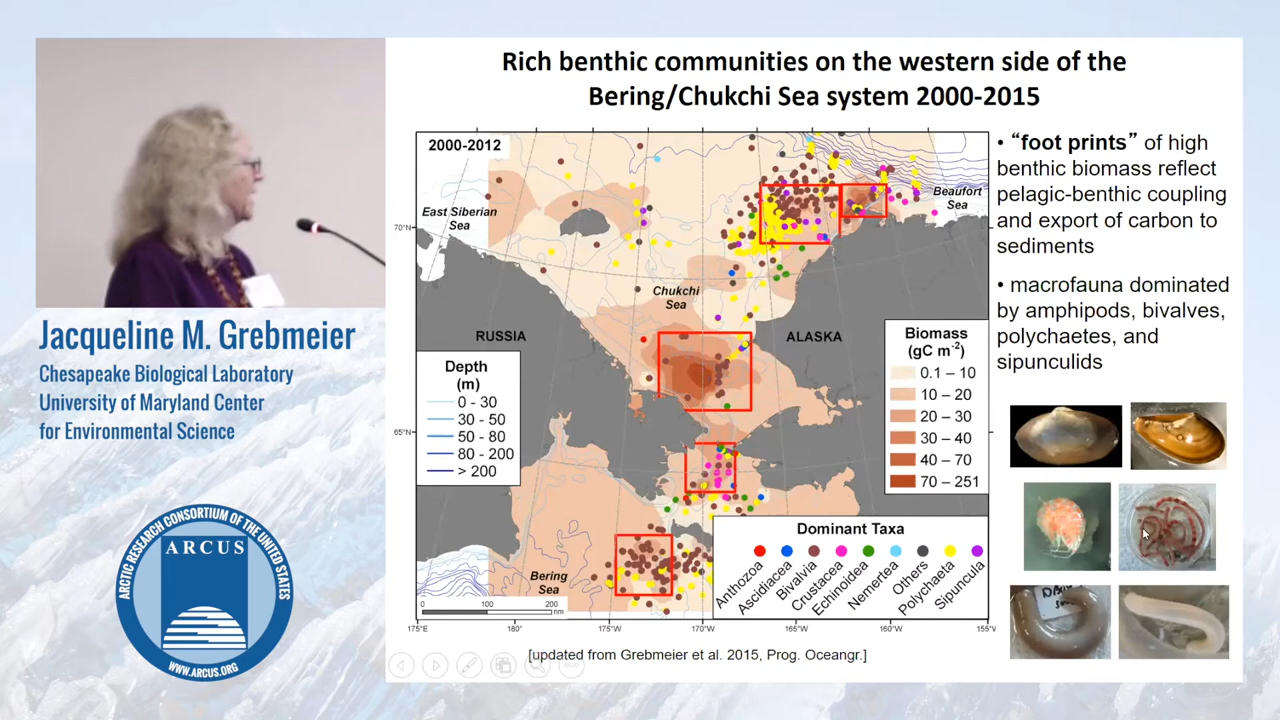 Rich benthic communities on the western side of the
Bering/Chukchi Sea system 2000-2015
2000-2012
East Siberian
Sea
Beaufort
Sea
70°N
Chukchi
Sea
RUSSIA
ALASKA
Depth
(m)
0 - 30
30 - 50
50 - 80
80 - 200
> 200
Biomass
(gC m⁻²)
0.1 – 10
10 – 20
20 – 30
30 – 40
40 – 70
70 – 251
65°N
Dominant Taxa
Anthozoa
Ascidiacea
Bivalvia
Crustacea
Echinoidea
Nemertea
Others
Polychaeta
Sipuncula
Bering
Sea
0 100 200
nm
175°E 180° 175°W 170°W 165°W 160°W 155°W
[updated from Grebmeier et al. 2015, Prog. Oceangr.]
• “foot prints” of high
benthic biomass reflect
pelagic-benthic coupling
and export of carbon to
sediments
• macrofauna dominated
by amphipods, bivalves,
polychaetes, and
sipunculids
Jacqueline M. Grebmeier
Chesapeake Biological Laboratory
University of Maryland Center
for Environmental Science
ARCTIC RESEARCH CONSORTIUM OF THE UNITED STATES
ARCUS
WWW.ARCUS.ORG